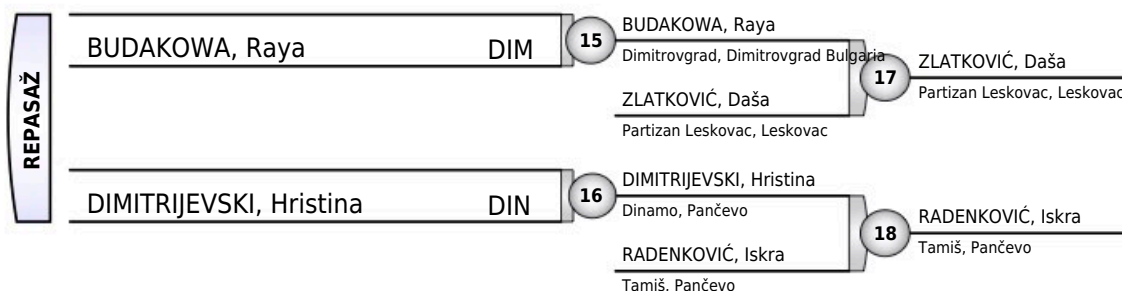 REPASAŽ
BUDAKOWA, Raya DIM
15
BUDAKOWA, Raya
Dimitrovgrad, Dimitrovgrad Bulgaria
ZLATKOVIĆ, Daša
Partizan Leskovac, Leskovac
17
ZLATKOVIĆ, Daša
Partizan Leskovac, Leskovac
DIMITRIJEVSKI, Hristina DIN
16
DIMITRIJEVSKI, Hristina
Dinamo, Pančevo
RADENKOVIĆ, Iskra
Tamiš, Pančevo
18
RADENKOVIĆ, Iskra
Tamiš, Pančevo